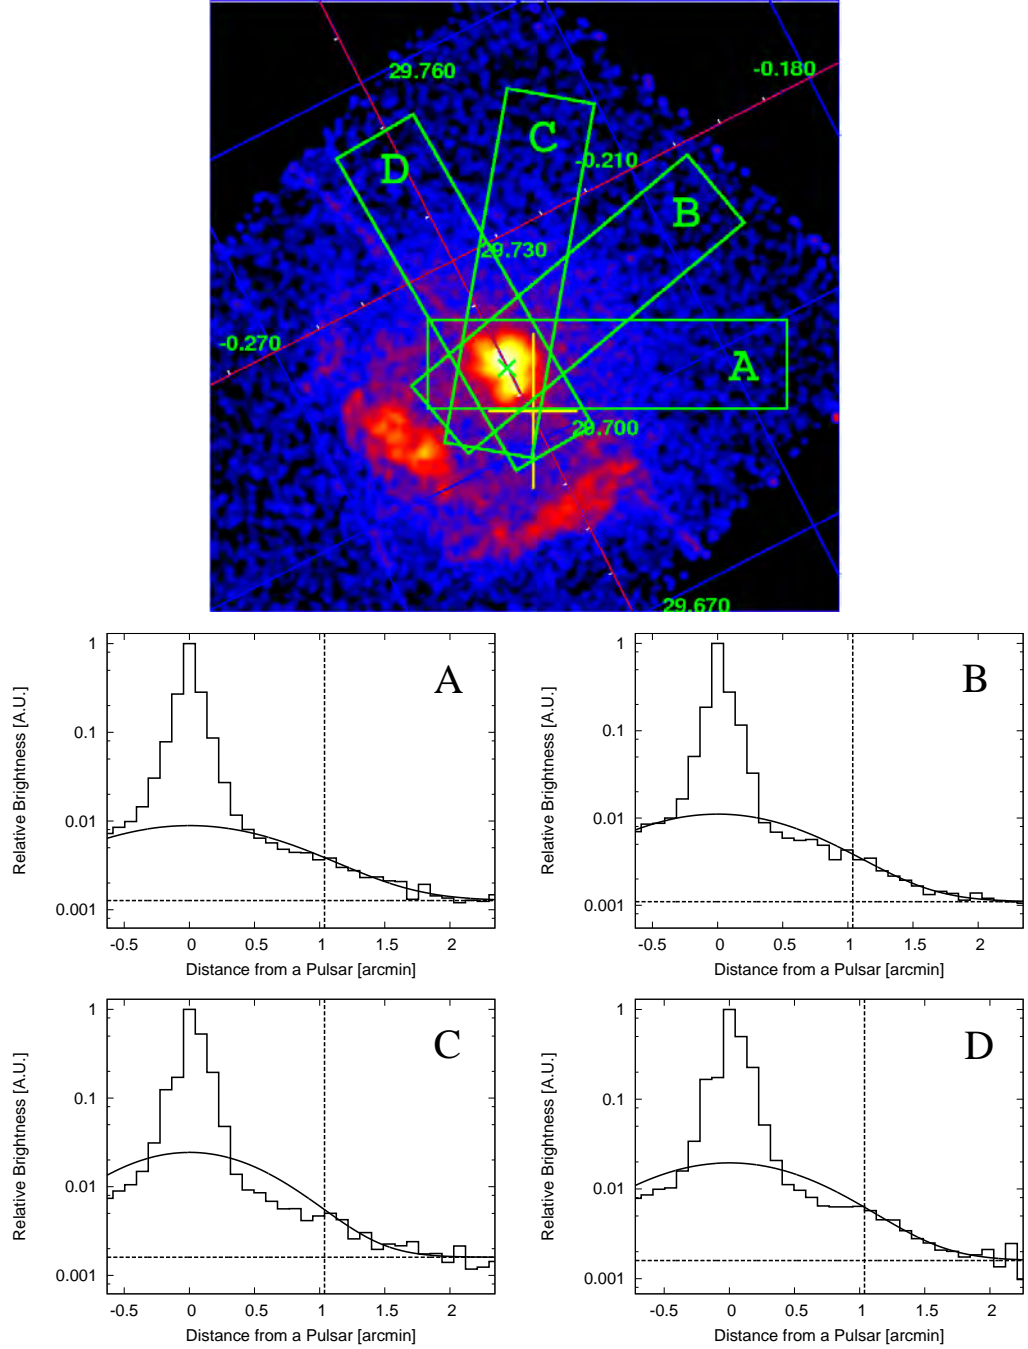 29.760
-0.180
C
D
-0.210
B
29.730
-0.270
A
29.700
29.670
1
0.1
0.01
0.001
Relative Brightness [A.U.]
A
-0.5 0 0.5 1 1.5 2
Distance from a Pulsar [arcmin]
1
0.1
0.01
0.001
Relative Brightness [A.U.]
B
-0.5 0 0.5 1 1.5 2
Distance from a Pulsar [arcmin]
1
0.1
0.01
0.001
Relative Brightness [A.U.]
C
-0.5 0 0.5 1 1.5 2
Distance from a Pulsar [arcmin]
1
0.1
0.01
0.001
Relative Brightness [A.U.]
D
-0.5 0 0.5 1 1.5 2
Distance from a Pulsar [arcmin]